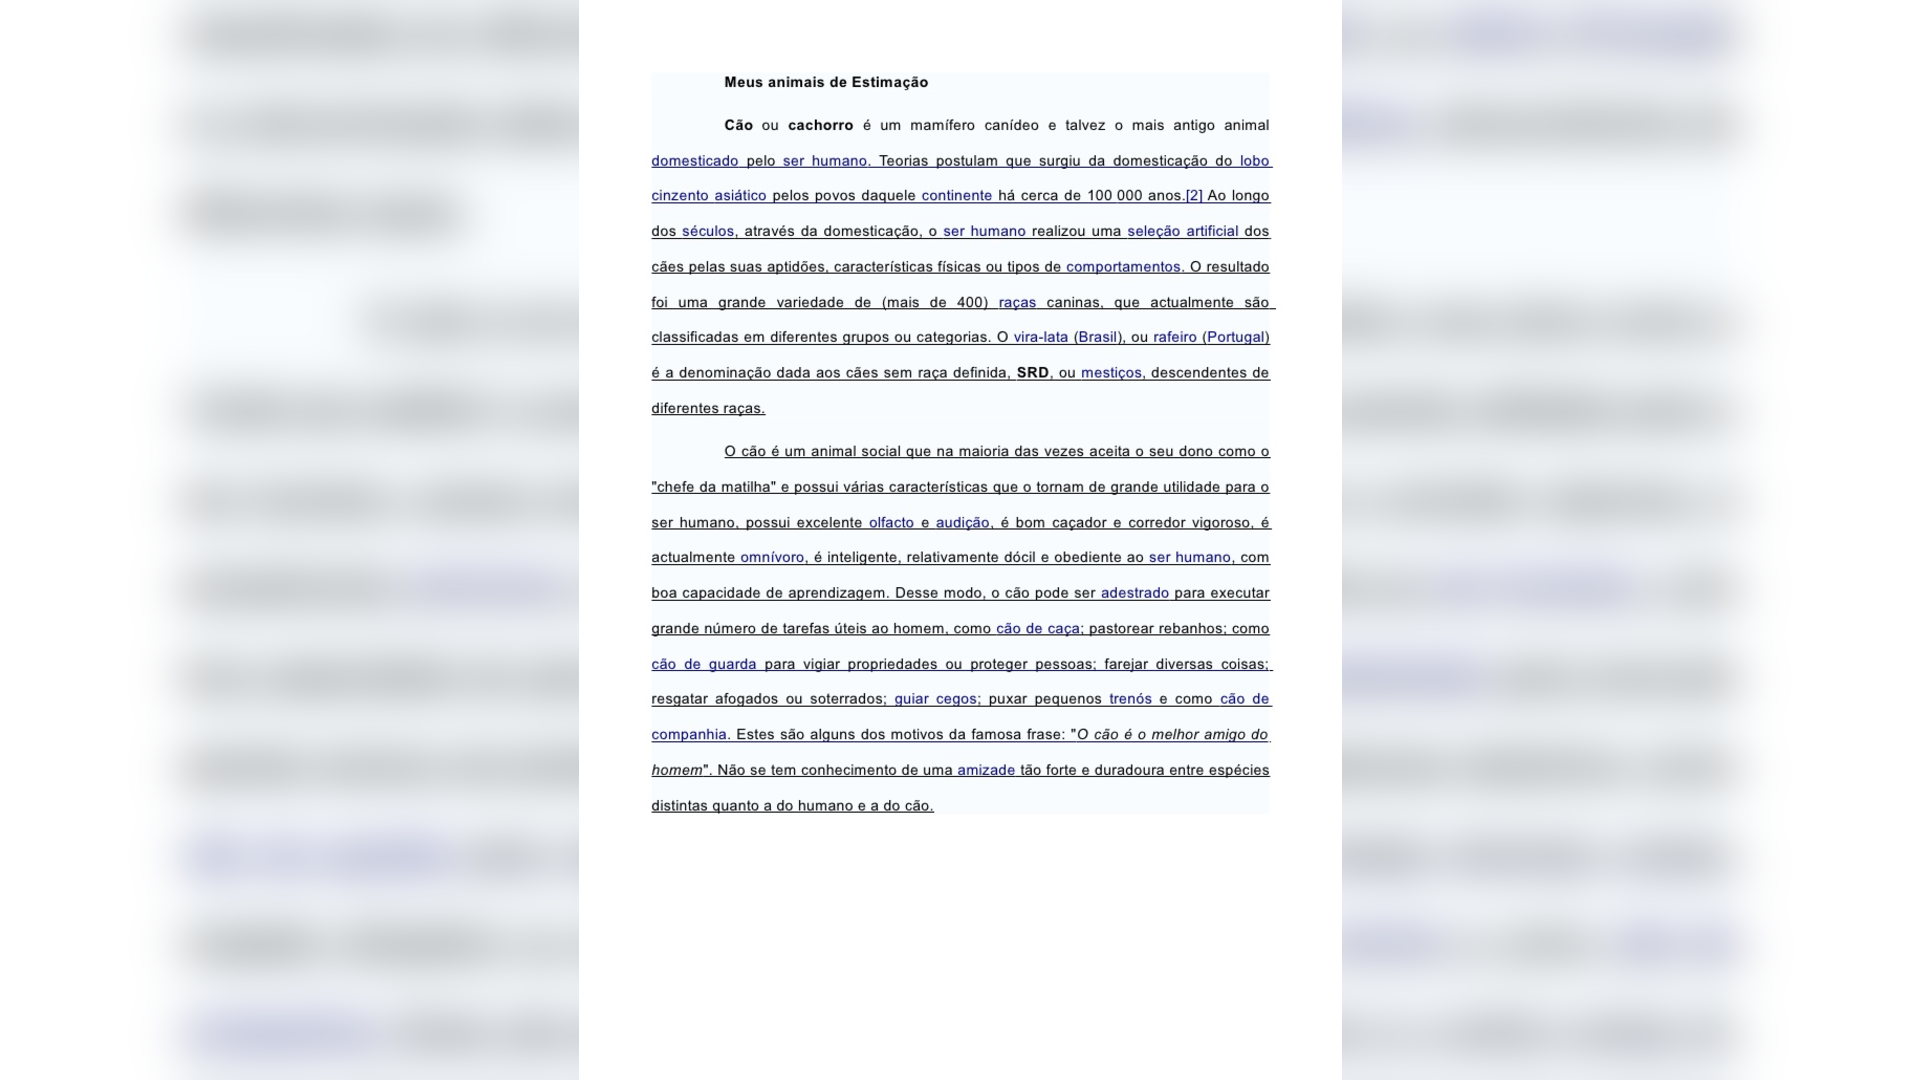 Meus animais de Estimação
Cão ou cachorro é um mamífero canídeo e talvez o mais antigo animal
domesticado pelo ser humano. Teorias postulam que surgiu da domesticação do lobo
cinzento asiático pelos povos daquele continente há cerca de 100 000 anos.[2] Ao longo
dos séculos, através da domesticação, o ser humano realizou uma seleção artificial dos
cães pelas suas aptidões, características físicas ou tipos de comportamentos. O resultado
foi uma grande variedade de (mais de 400) raças caninas, que actualmente são
classificadas em diferentes grupos ou categorias. O vira-lata (Brasil), ou rafeiro (Portugal)
é a denominação dada aos cães sem raça definida, SRD, ou mestiços, descendentes de
diferentes raças.
O cão é um animal social que na maioria das vezes aceita o seu dono como o
"chefe da matilha" e possui várias características que o tornam de grande utilidade para o
ser humano, possui excelente olfacto e audição, é bom caçador e corredor vigoroso, é
actualmente omnívoro, é inteligente, relativamente dócil e obediente ao ser humano, com
boa capacidade de aprendizagem. Desse modo, o cão pode ser adestrado para executar
grande número de tarefas úteis ao homem, como cão de caça; pastorear rebanhos; como
cão de guarda para vigiar propriedades ou proteger pessoas; farejar diversas coisas;
resgatar afogados ou soterrados; guiar cegos; puxar pequenos trenós e como cão de
companhia. Estes são alguns dos motivos da famosa frase: "O cão é o melhor amigo do
homem". Não se tem conhecimento de uma amizade tão forte e duradoura entre espécies
distintas quanto a do humano e a do cão.